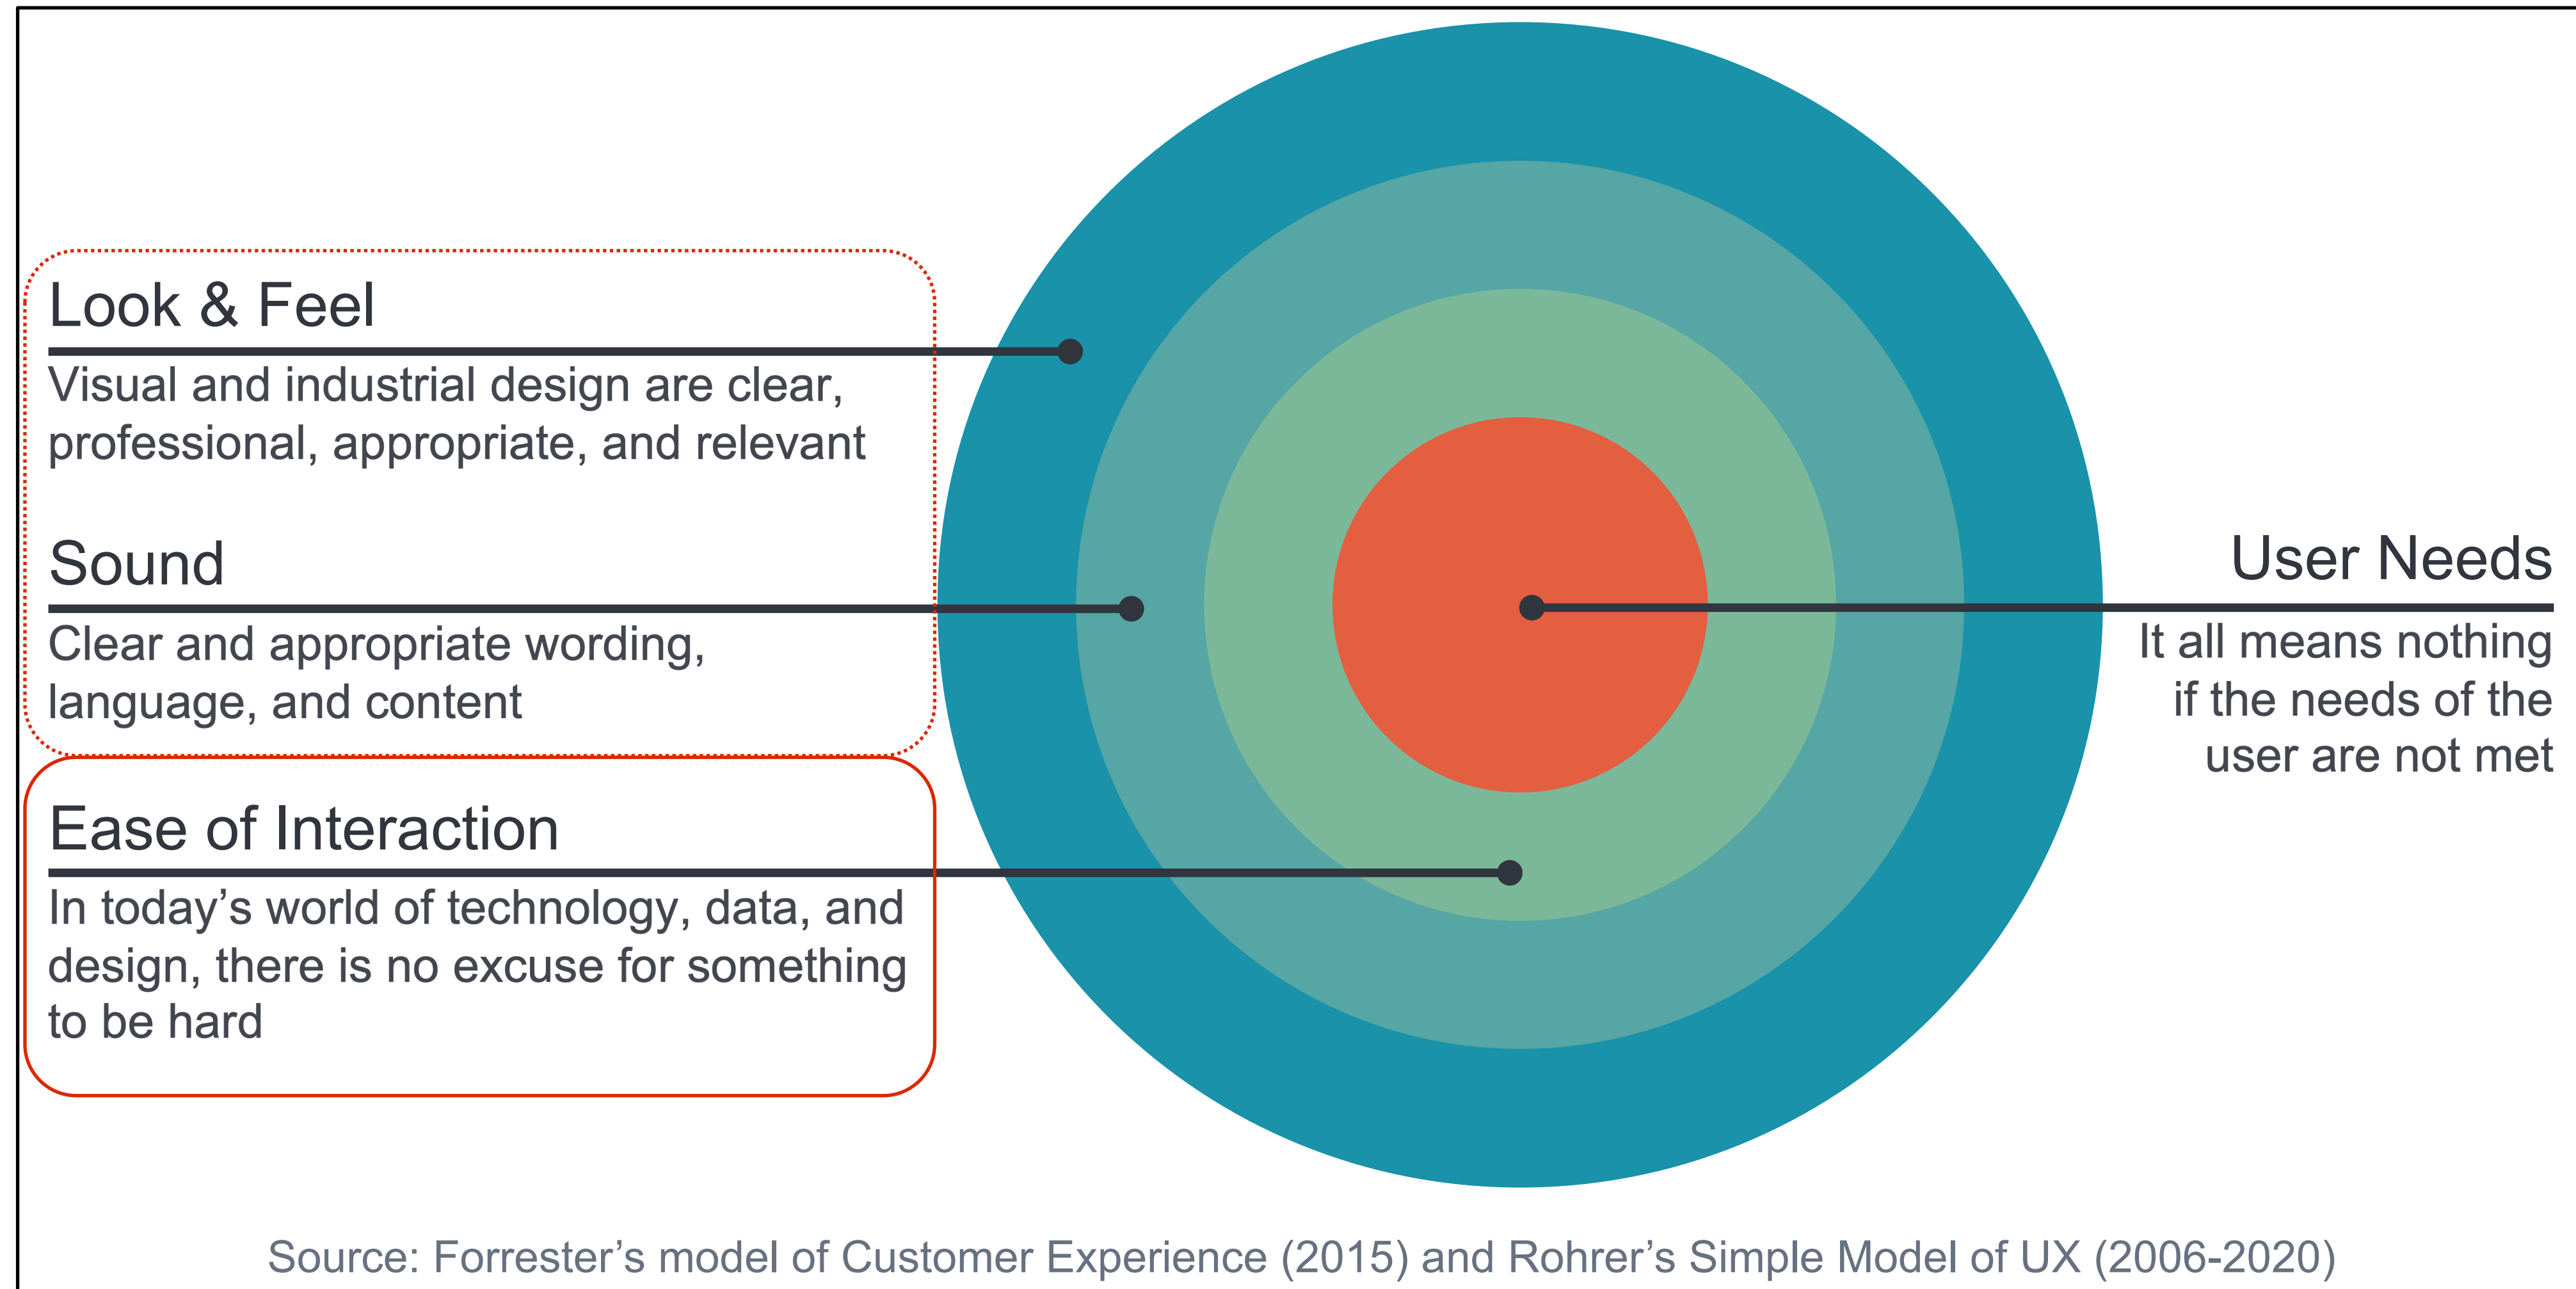 Look & Feel
Visual and industrial design are clear,
professional, appropriate, and relevant
Sound
Clear and appropriate wording,
language, and content
Ease of Interaction
In today’s world of technology, data, and
design, there is no excuse for something
to be hard
User Needs
It all means nothing
if the needs of the
user are not met
Source: Forrester’s model of Customer Experience (2015) and Rohrer’s Simple Model of UX (2006-2020)